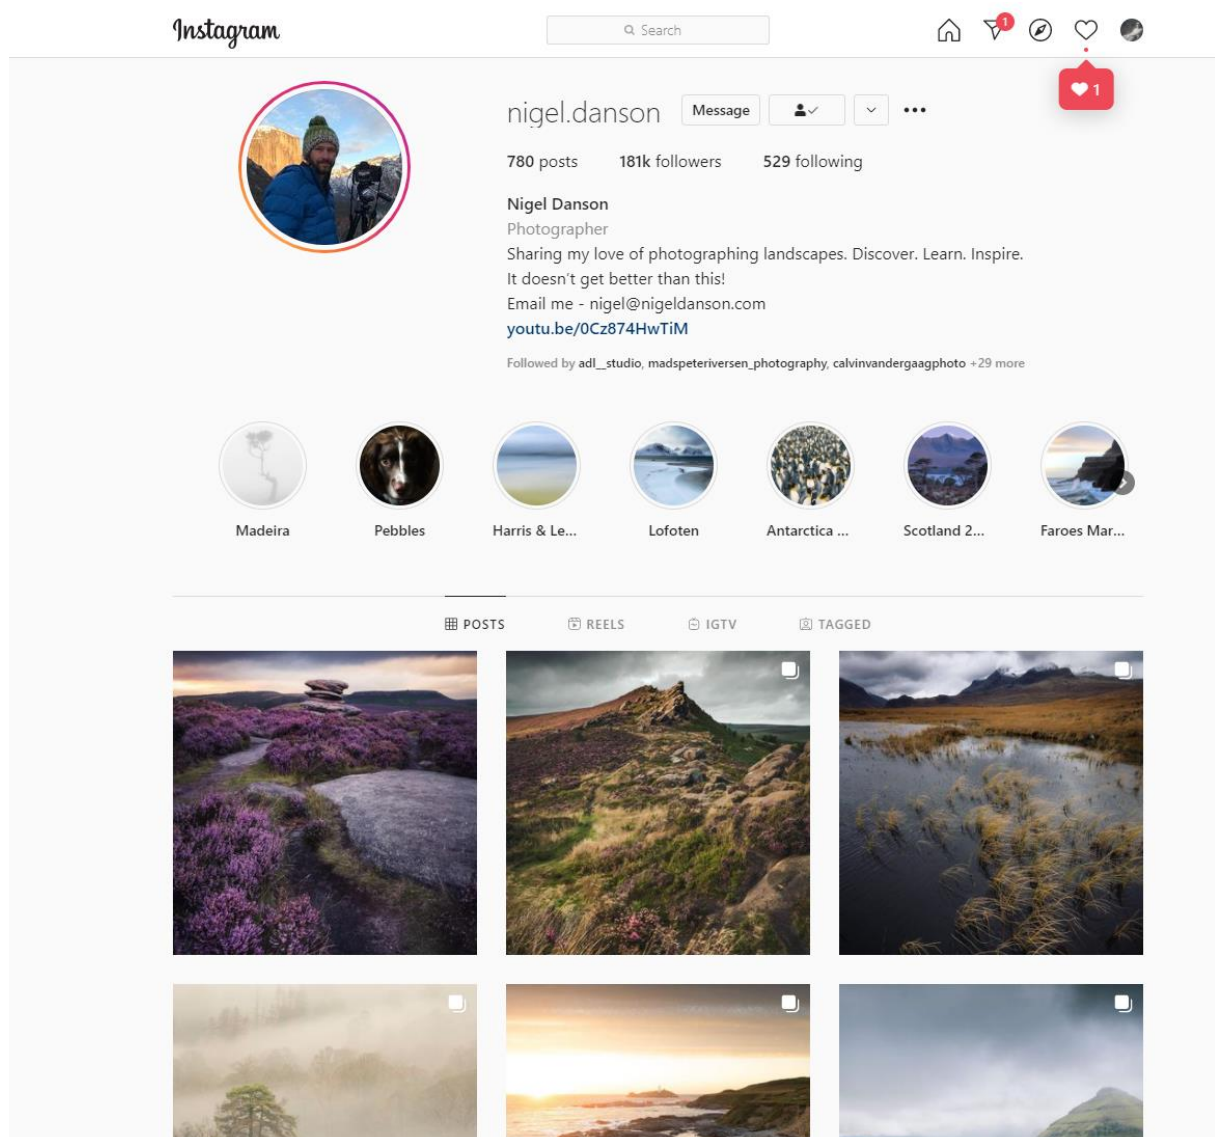 Instagram
Search
1
1
nigel.danson Message
780 posts 181k followers 529 following
Nigel Danson
Photographer
Sharing my love of photographing landscapes. Discover. Learn. Inspire.
It doesn't get better than this!
Email me - nigel@nigeldanson.com
youtu.be/0Cz874HwTiM
Followed by adl__studio, madspeteriversen_photography, calvinvandergaagphoto +29 more
Madeira Pebbles Harris & Le... Lofoten Antarctica ... Scotland 2... Faroes Mar...
POSTS REELS IGTV TAGGED